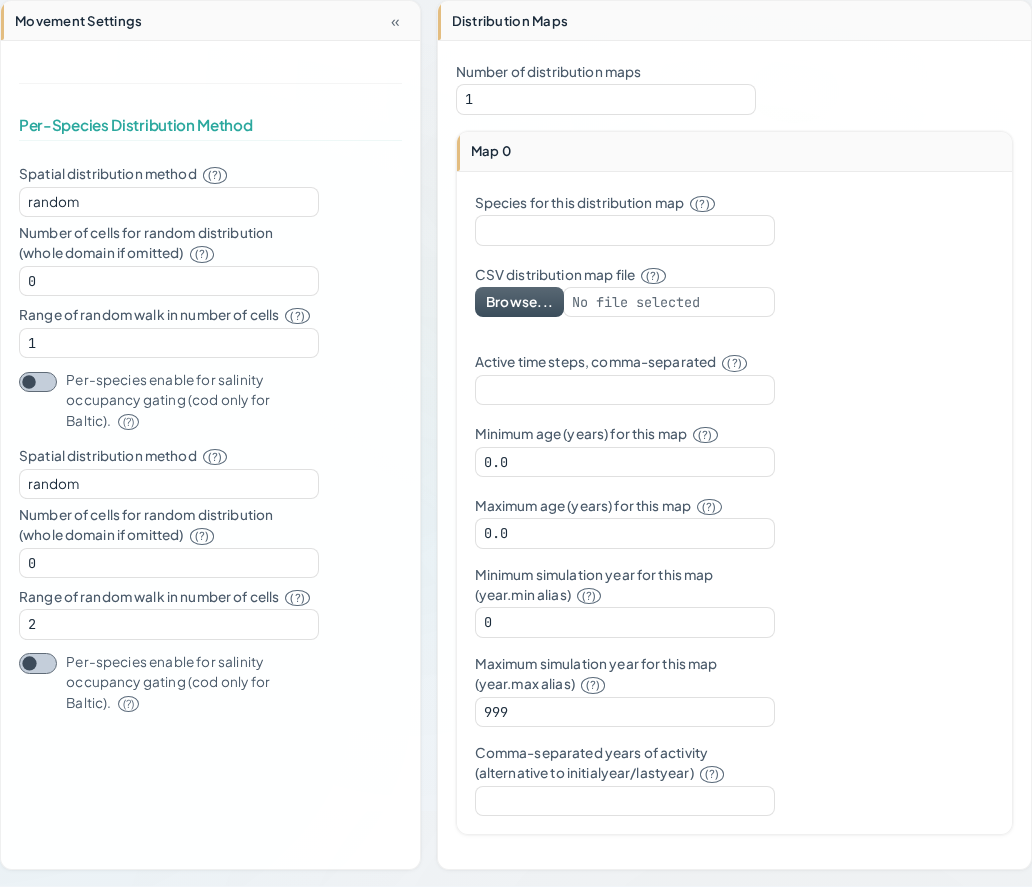 Movement Settings «
Per-Species Distribution Method
Spatial distribution method (?)
random
Number of cells for random distribution
(whole domain if omitted) (?)
0
Range of random walk in number of cells (?)
1
Per-species enable for salinity
occupancy gating (cod only for
Baltic). (?)
Spatial distribution method (?)
random
Number of cells for random distribution
(whole domain if omitted) (?)
0
Range of random walk in number of cells (?)
2
Per-species enable for salinity
occupancy gating (cod only for
Baltic). (?)
Distribution Maps
Number of distribution maps
1
Map 0
Species for this distribution map (?)
CSV distribution map file (?)
Browse... No file selected
Active time steps, comma-separated (?)
Minimum age (years) for this map (?)
0.0
Maximum age (years) for this map (?)
0.0
Minimum simulation year for this map
(year.min alias) (?)
0
Maximum simulation year for this map
(year.max alias) (?)
999
Comma-separated years of activity
(alternative to initialyear/lastyear) (?)